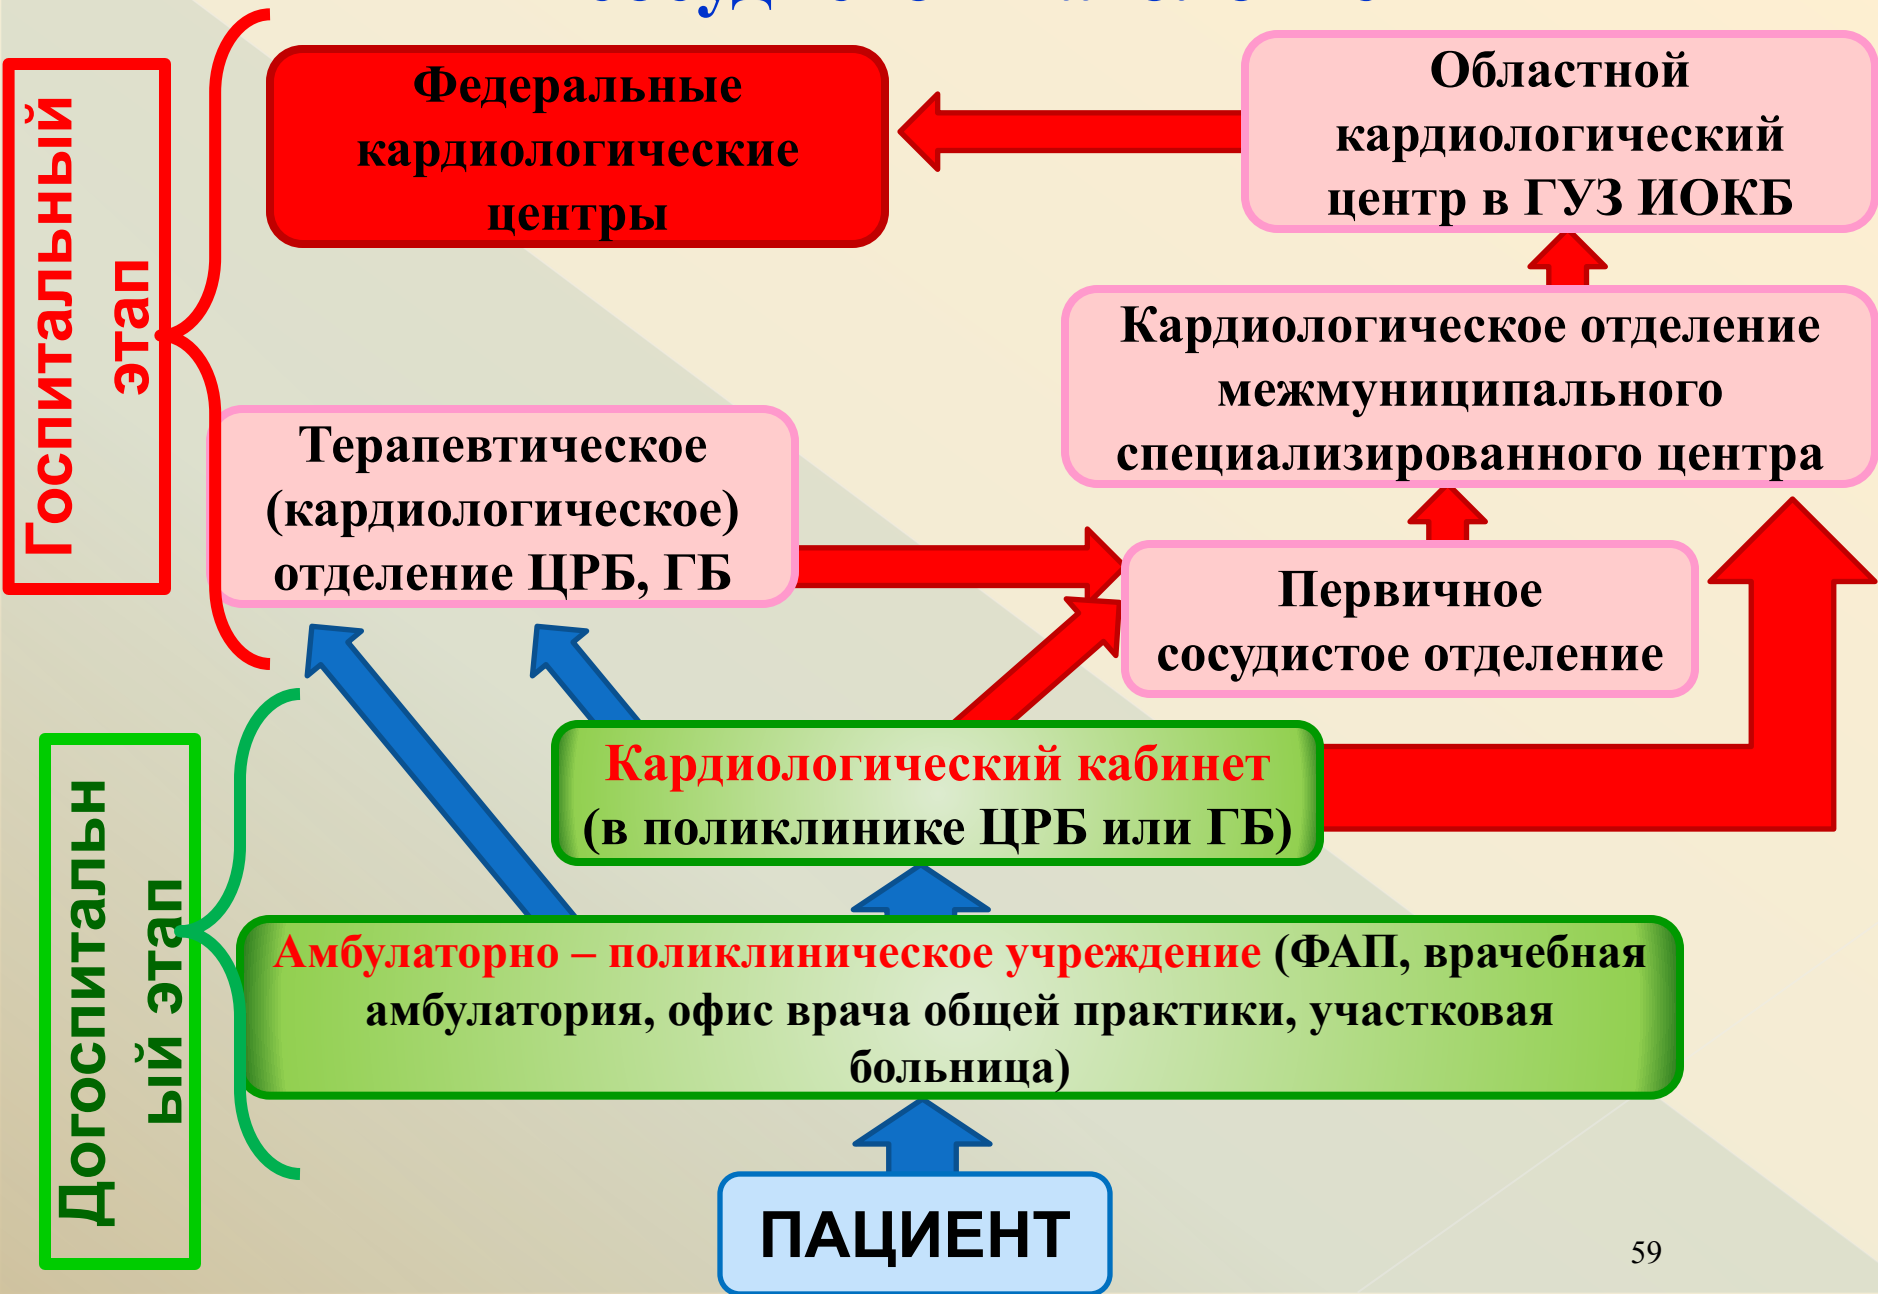 Госпитальный
этап
Федеральные
кардиологические
центры
Областной
кардиологический
центр в ГУЗ ИОКБ
Кардиологическое отделение
межмуниципального
специализированного центра
Терапевтическое
(кардиологическое)
отделение ЦРБ, ГБ
Первичное
сосудистое отделение
Догоспитальн
ый этап
Кардиологический кабинет
(в поликлинике ЦРБ или ГБ)
Амбулаторно – поликлиническое учреждение (ФАП, врачебная
амбулатория, офис врача общей практики, участковая
больница)
ПАЦИЕНТ
59